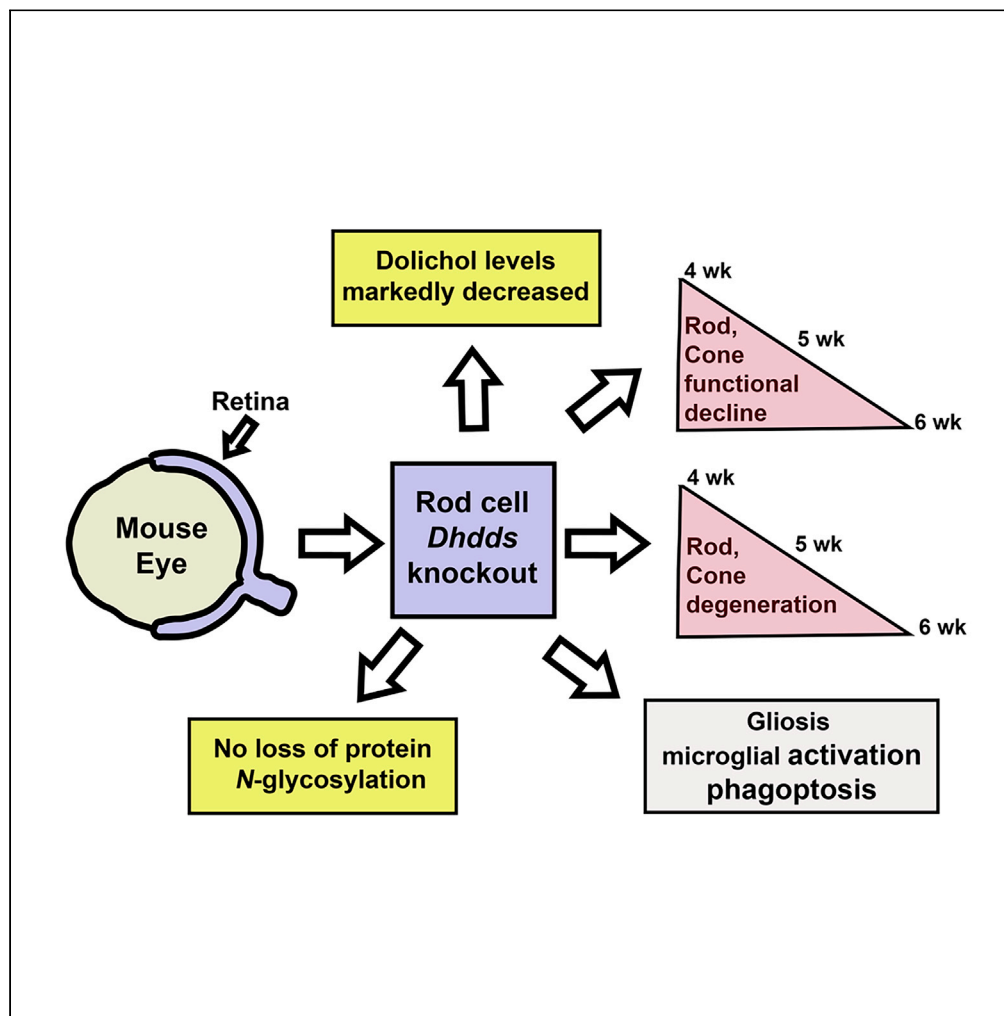 Dolichol levels
markedly decreased
4 wk
Rod,
Cone
functional
decline
5 wk
6 wk
Retina
Mouse
Eye
Rod cell
Dhdds
knockout
4 wk
Rod,
Cone
degeneration
5 wk
6 wk
No loss of protein
N-glycosylation
Gliosis
microglial activation
phagoptosis